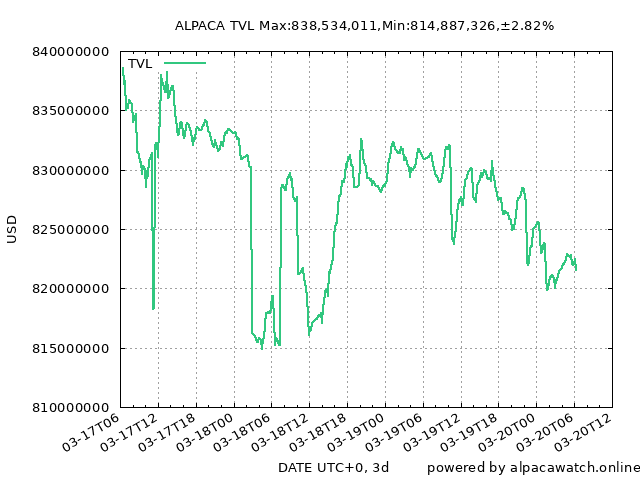 ALPACA TVL Max:838,534,011,Min:814,887,326,±2.82%
TVL
840000000
835000000
830000000
825000000
820000000
815000000
810000000
USD
03-17T06
03-17T12
03-17T18
03-18T00
03-18T06
03-18T12
03-18T18
03-19T00
03-19T06
03-19T12
03-19T18
03-20T00
03-20T06
03-20T12
DATE UTC+0, 3d
powered by alpacawatch.online